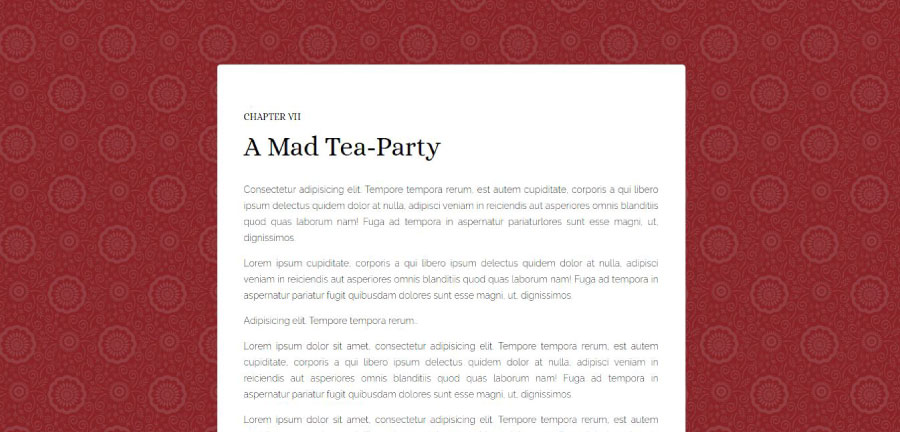 CHAPTER VII
A Mad Tea-Party
Consectetur adipisicing elit. Tempore tempora rerum, est autem cupiditate, corporis a qui libero
ipsum delectus quidem dolor at nulla, adipisci veniam in reiciendis aut asperiores omnis blanditiis
quod quas laborum nam! Fuga ad tempora in aspernatur pariaturlores sunt esse magni, ut,
dignissimos.
Lorem ipsum cupiditate, corporis a qui libero ipsum delectus quidem dolor at nulla, adipisci
veniam in reiciendis aut asperiores omnis blanditiis quod quas laborum nam! Fuga ad tempora in
aspernatur pariatur fugit quibusdam dolores sunt esse magni, ut, dignissimos.
Adipisicing elit. Tempore tempora rerum..
Lorem ipsum dolor sit amet, consectetur adipisicing elit. Tempore tempora rerum, est autem
cupiditate, corporis a qui libero ipsum delectus quidem dolor at nulla, adipisci veniam in
reiciendis aut asperiores omnis blanditiis quod quas laborum nam! Fuga ad tempora in
aspernatur pariatur fugit quibusdam dolores sunt esse magni, ut, dignissimos.
Lorem ipsum dolor sit amet, consectetur adipisicing elit. Tempore tempora rerum, est autem